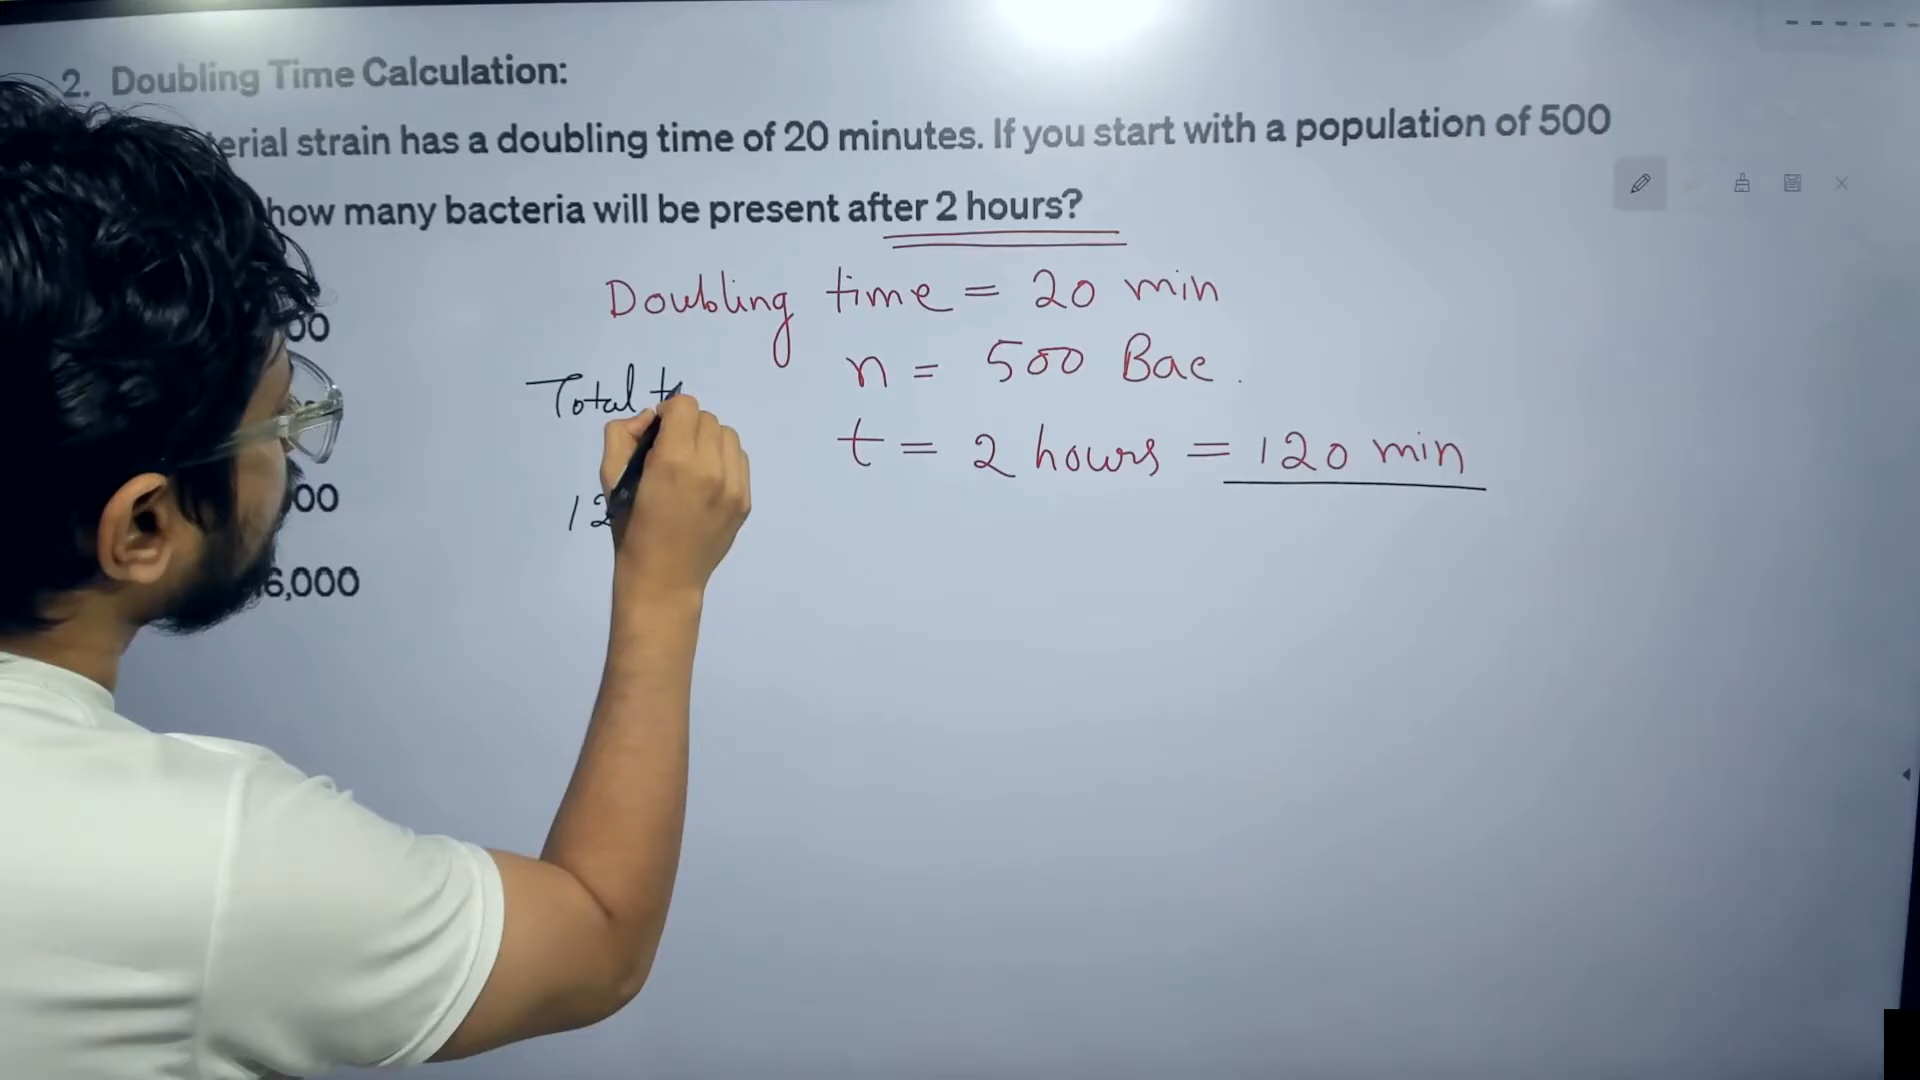 2. Doubling Time Calculation:
erial strain has a doubling time of 20 minutes. If you start with a population of 500
how many bacteria will be present after 2 hours?
Doubling time = 20 min
00
n = 500 Bac.
Total t
t = 2 hours = 120 min
00
12
6,000